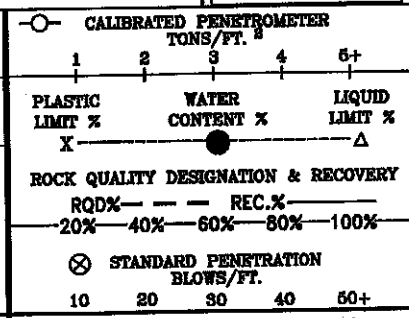 CALIBRATED PENETROMETER
TONS/FT. 2
1 2 3 4 5+
PLASTIC WATER LIQUID
LIMIT % CONTENT % LIMIT %
X
ROCK QUALITY DESIGNATION & RECOVERY
RQD% REC.%
20% 40% 60% 80% 100%
STANDARD PENETRATION
BLOWS/FT.
10 20 30 40 50+